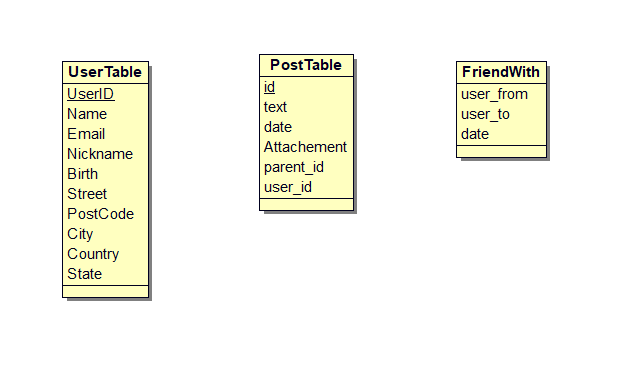 UserTable
UserID
Name
Email
Nickname
Birth
Street
PostCode
City
Country
State
PostTable
id
text
date
Attachement
parent_id
user_id
FriendWith
user_from
user_to
date